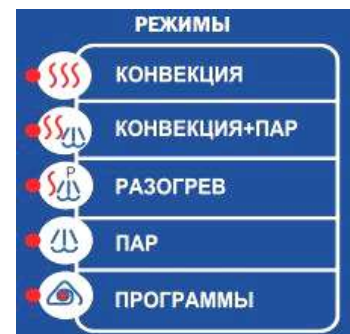 РЕЖИМЫ
КОНВЕКЦИЯ
КОНВЕКЦИЯ+ПАР
P
РАЗОГРЕВ
ПАР
ПРОГРАММЫ